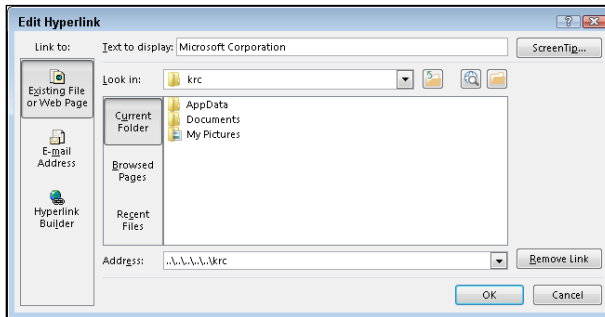 Edit Hyperlink
Link to:
Text to display: Microsoft Corporation
ScreenTip...
Existing File
or Web Page
Look in: krc
Current
Folder
AppData
Documents
My Pictures
E-mail
Address
Browsed
Pages
Hyperlink
Builder
Recent
Files
Address: ..\..\..\..\..\krc
Remove Link
OK Cancel